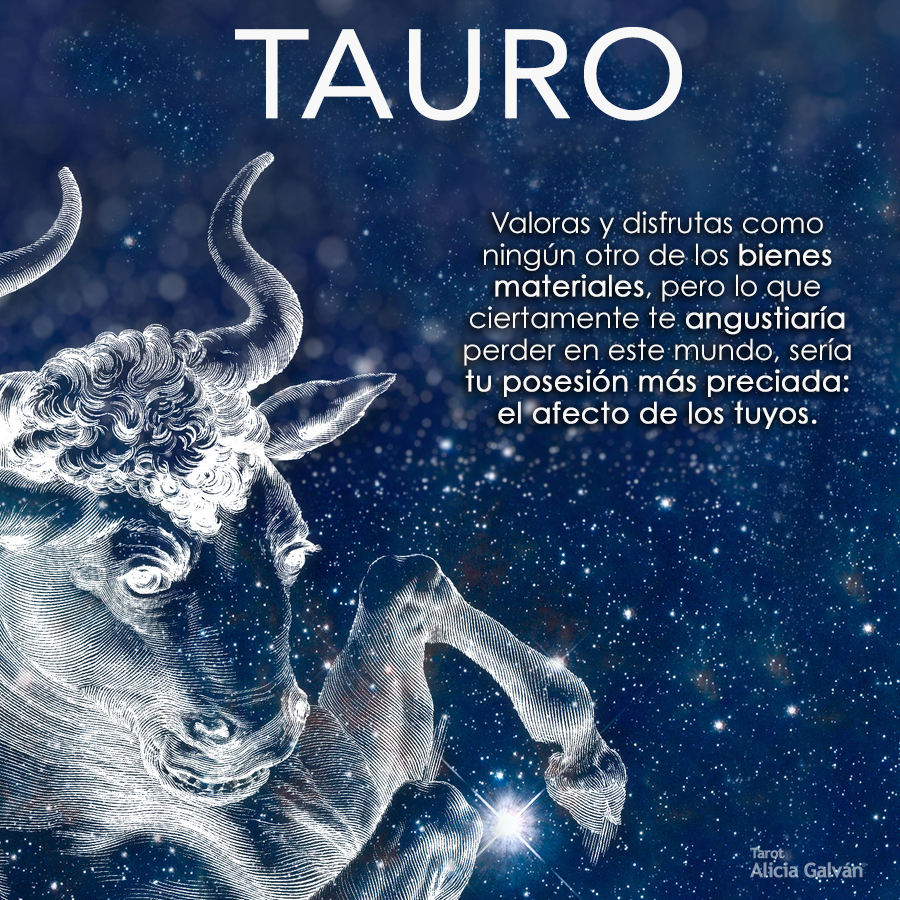 TAURO
Valoras y disfrutas como
ningún otro de los bienes
materiales, pero lo que
ciertamente te angustiaría
perder en este mundo, sería
tu posesión más preciada:
el afecto de los tuyos.
Tarot
Alicia Galván